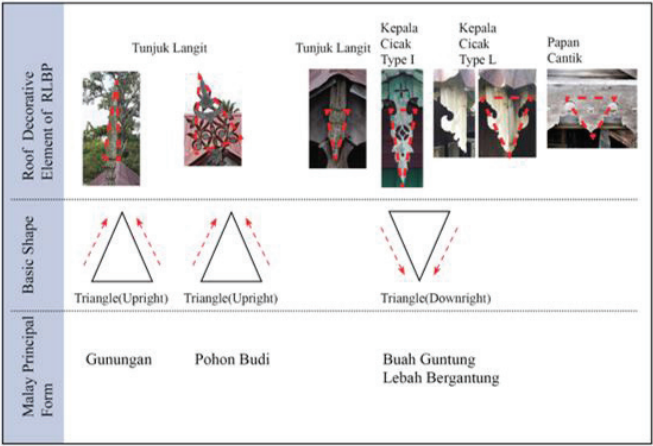 Roof Decorative
Element of RLBP
Tunjuk Langit
Tunjuk Langit
Kepala
Cicak
Type I
Kepala
Cicak
Type L
Papan
Cantik
Basic Shape
Triangle(Upright)
Triangle(Upright)
Triangle(Downright)
Malay Principal
Form
Gunungan
Pohon Budi
Buah Guntung
Lebah Bergantung